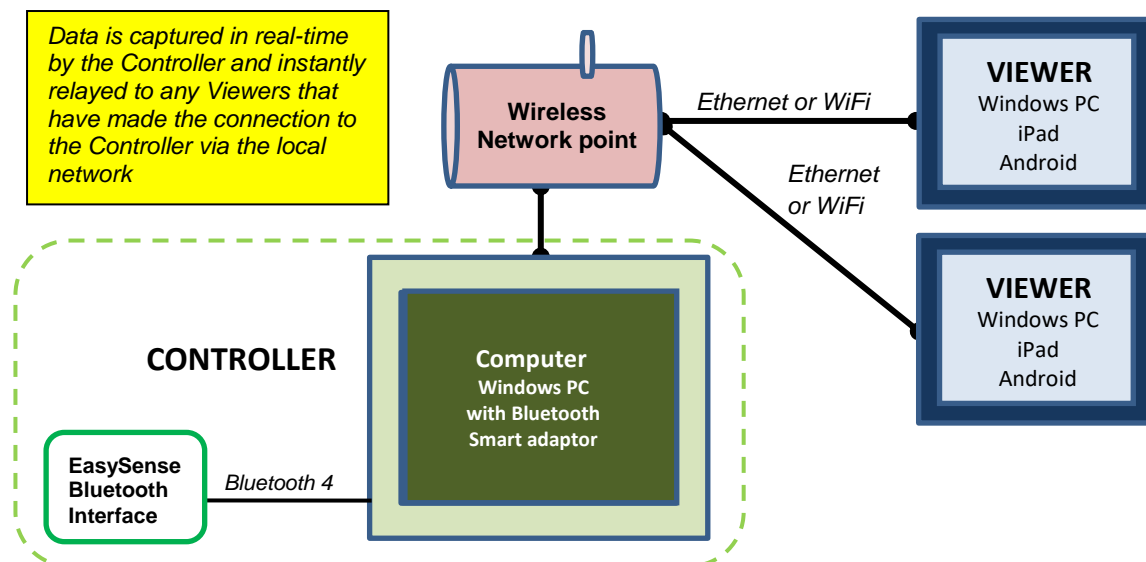 Data is captured in real-time
by the Controller and instantly
relayed to any Viewers that
have made the connection to
the Controller via the local
network
Wireless
Network point
Ethernet or WiFi
VIEWER
Windows PC
iPad
Android
Ethernet
or WiFi
VIEWER
Windows PC
iPad
Android
CONTROLLER
Computer
Windows PC
with Bluetooth
Smart adaptor
EasySense
Bluetooth
Interface
Bluetooth 4